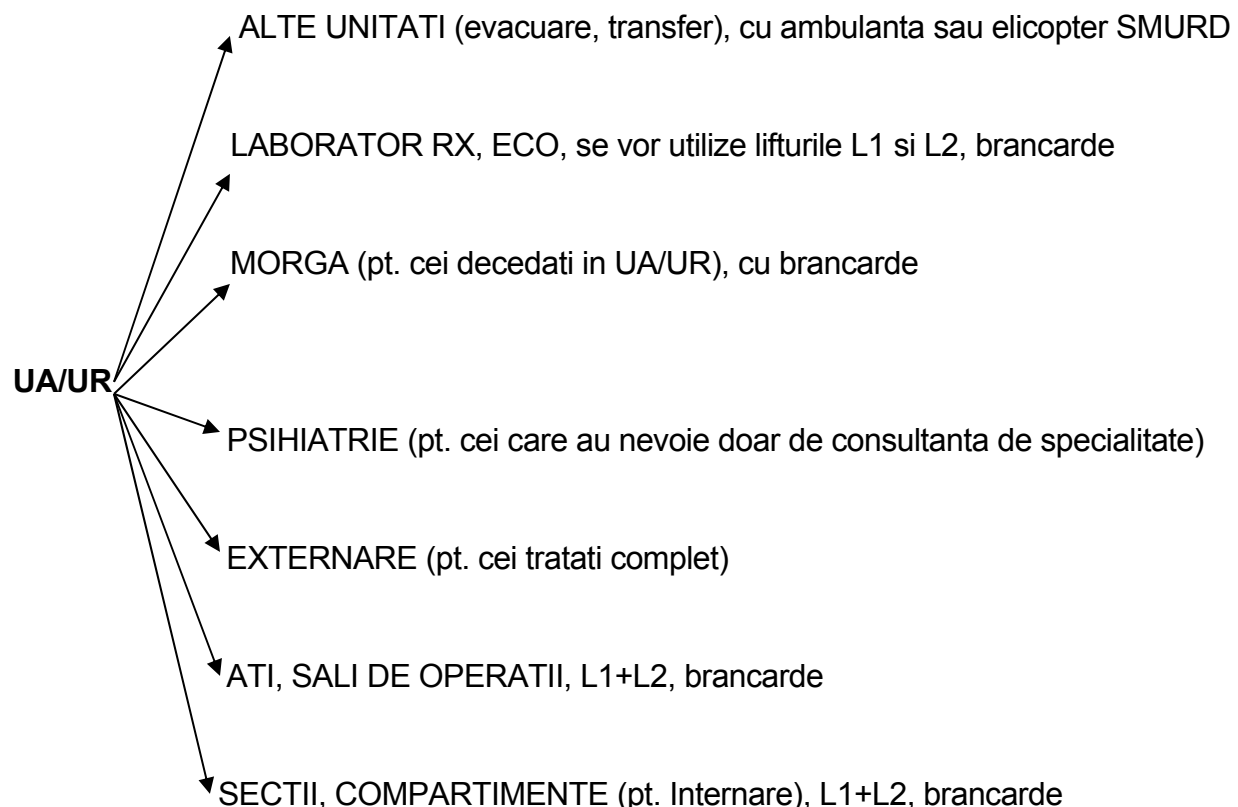 ALTE UNITATI (evacuare, transfer), cu ambulanta sau elicopter SMURD
LABORATOR RX, ECO, se vor utilize lifturile L1 si L2, brancarde
MORGA (pt. cei decedati in UA/UR), cu brancarde
UA/UR
PSIHIATRIE (pt. cei care au nevoie doar de consultanta de specialitate)
EXTERNARE (pt. cei tratati complet)
ATI, SALI DE OPERATII, L1+L2, brancarde
SECTII, COMPARTIMENTE (pt. Internare), L1+L2, brancarde